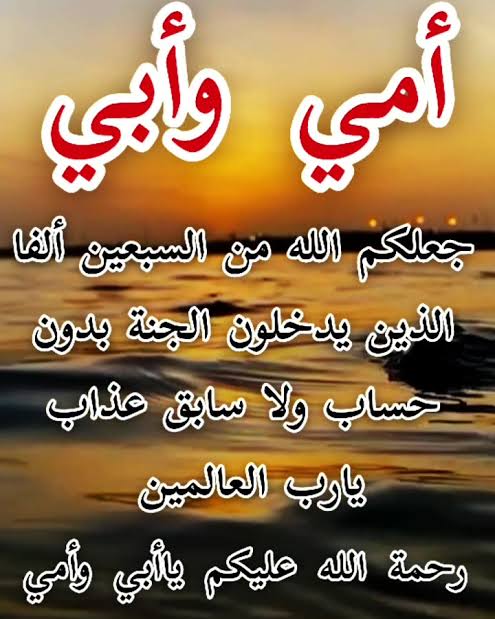 أمي وأبي
جعلكم الله من السبعين ألفا
الذين يدخلون الجنة بدون
حساب ولا سابق عذاب
يارب العالمين
رحمة الله عليكم ياأبي وأمي